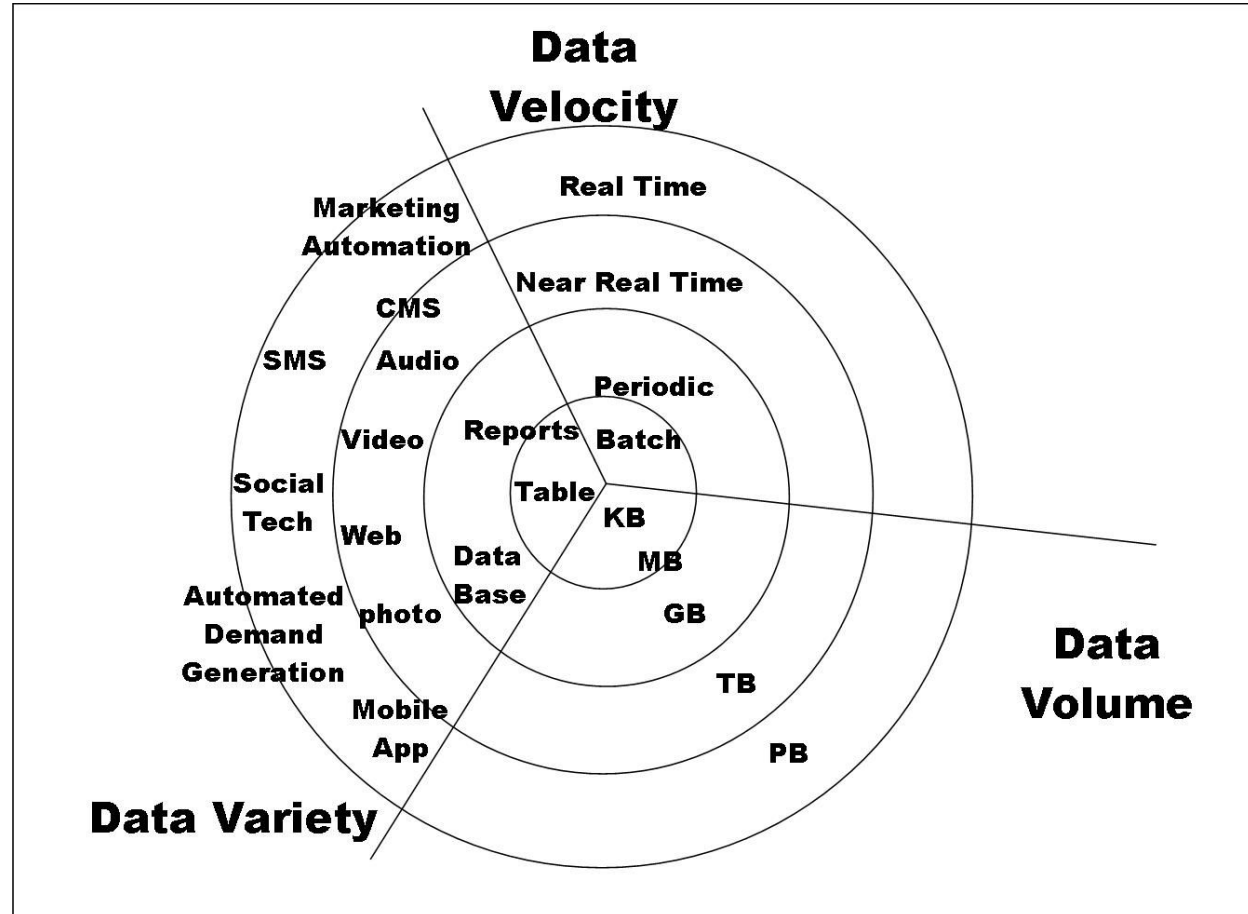 Data
Velocity
Real Time
Marketing
Automation
Near Real Time
CMS
SMS
Audio
Periodic
Reports
Batch
Video
Social
Tech
Table
KB
Web
Data
Base
MB
Automated
Demand
Generation
photo
GB
Data
Volume
TB
Mobile
App
PB
Data Variety